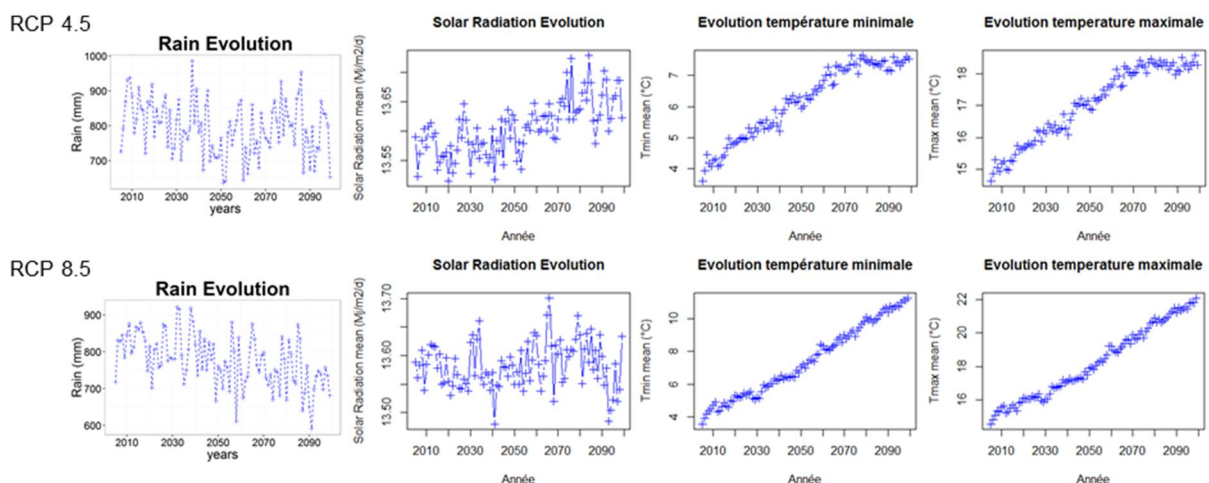 RCP 4.5
Rain Evolution
Rain (mm)
1000
900
800
700
2010 2030 2050 2070 2090
years
Solar Radiation Evolution
Solar Radiation mean (Mj/m2/d)
13.65
13.55
2010 2030 2050 2070 2090
Année
Evolution température minimale
Tmin mean (°C)
7
6
5
4
2010 2030 2050 2070 2090
Année
Evolution temperature maximale
Tmax mean (°C)
18
17
16
15
2010 2030 2050 2070 2090
Année
RCP 8.5
Rain Evolution
Rain (mm)
900
800
700
600
2010 2030 2050 2070 2090
years
Solar Radiation Evolution
Solar Radiation mean (Mj/m2/d)
13.70
13.60
13.50
2010 2030 2050 2070 2090
Année
Evolution température minimale
Tmin mean (°C)
10
8
6
4
2010 2030 2050 2070 2090
Année
Evolution temperature maximale
Tmax mean (°C)
22
20
18
16
2010 2030 2050 2070 2090
Année